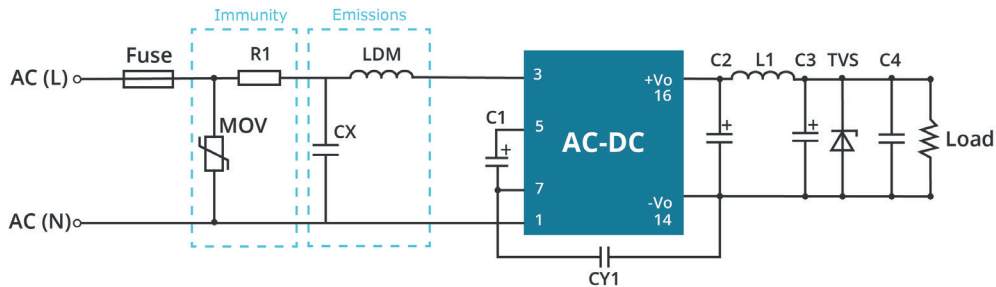 Immunity
Emissions
Fuse
R1
LDM
C2
L1
C3
TVS
C4
AC (L)
3
+Vo
16
MOV
CX
C1
5
AC-DC
Load
7
AC (N)
1
-Vo
14
CY1